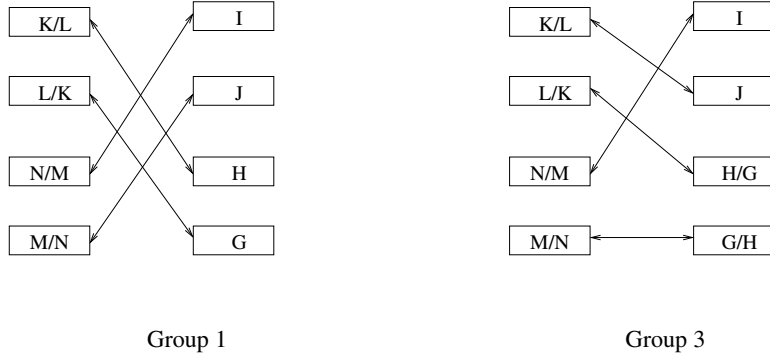 K/L I K/L I
L/K J L/K J
N/M H N/M H/G
M/N G M/N G/H
Group 1 Group 3